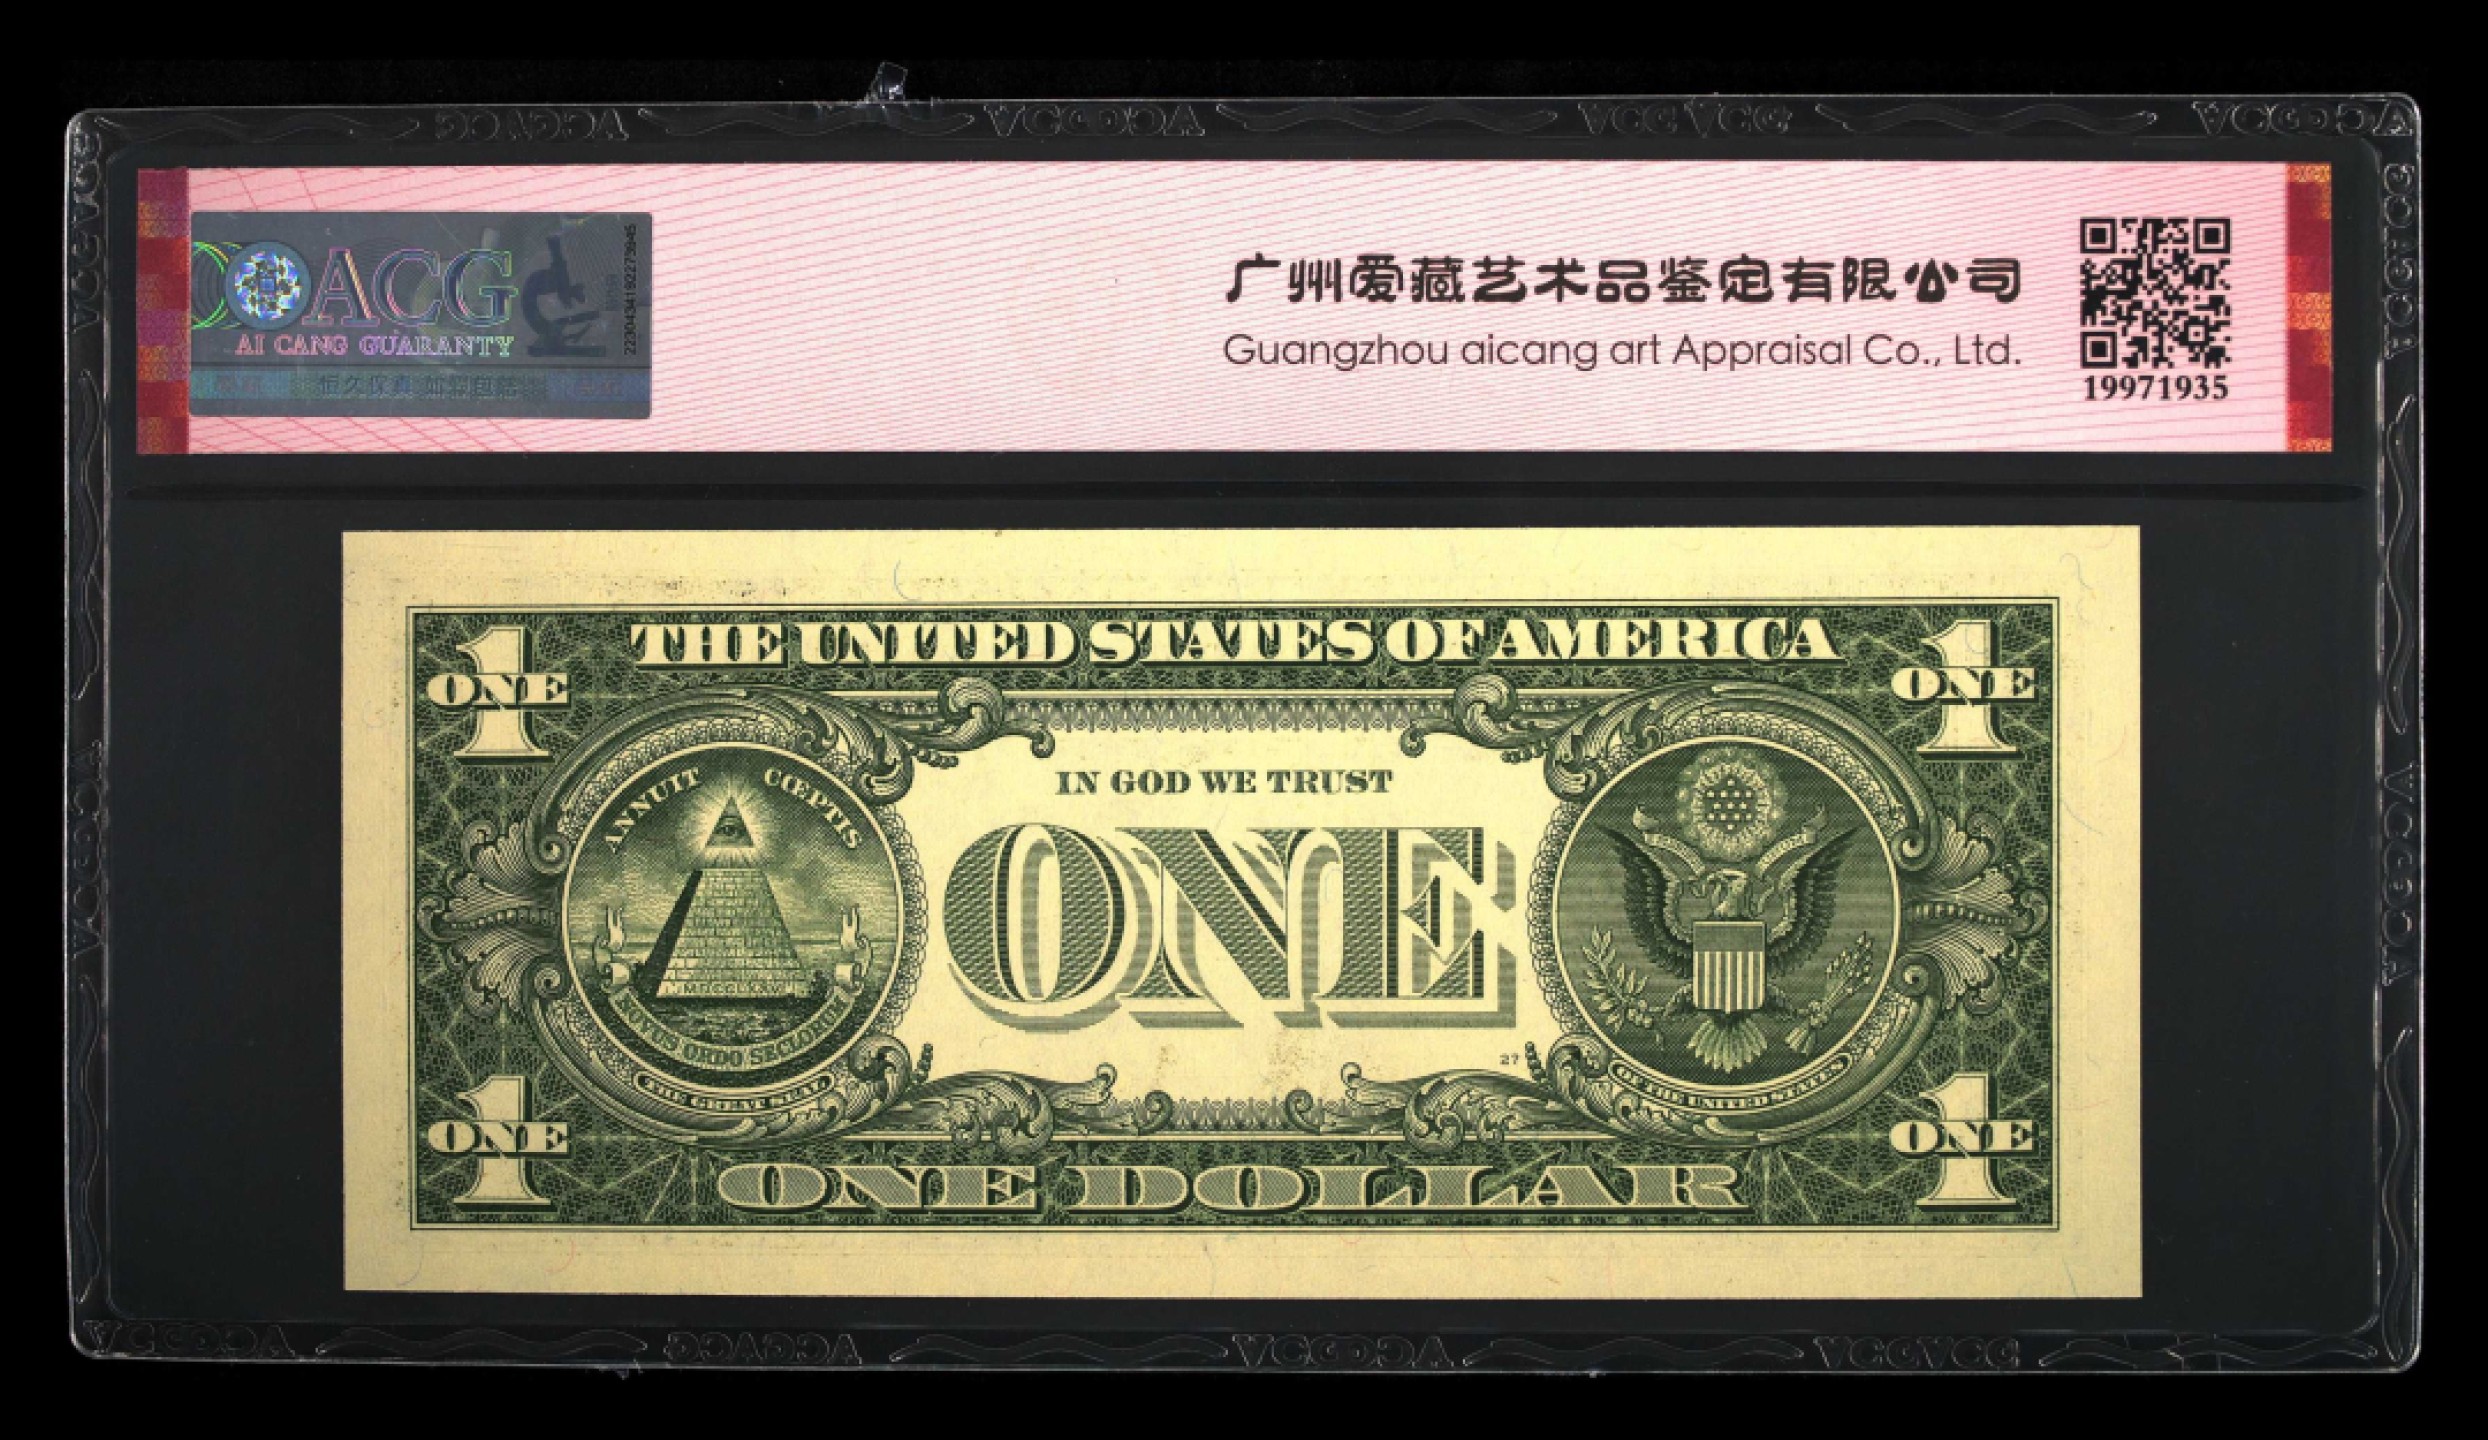 ACG
AI CANG GUARANTY
广州爱藏艺术品鉴定有限公司
Guangzhou aicang art Appraisal Co., Ltd.
19971935
THE UNITED STATES OF AMERICA
1
ONE
1
ONE
ANNUIT CŒPTIS
IN GOD WE TRUST
ONE
MDCCLXXVI
NOVUS ORDO SECLORUM
THE GREAT SEAL
27
OF THE UNITED STATES
1
ONE
1
ONE
ONE DOLLAR